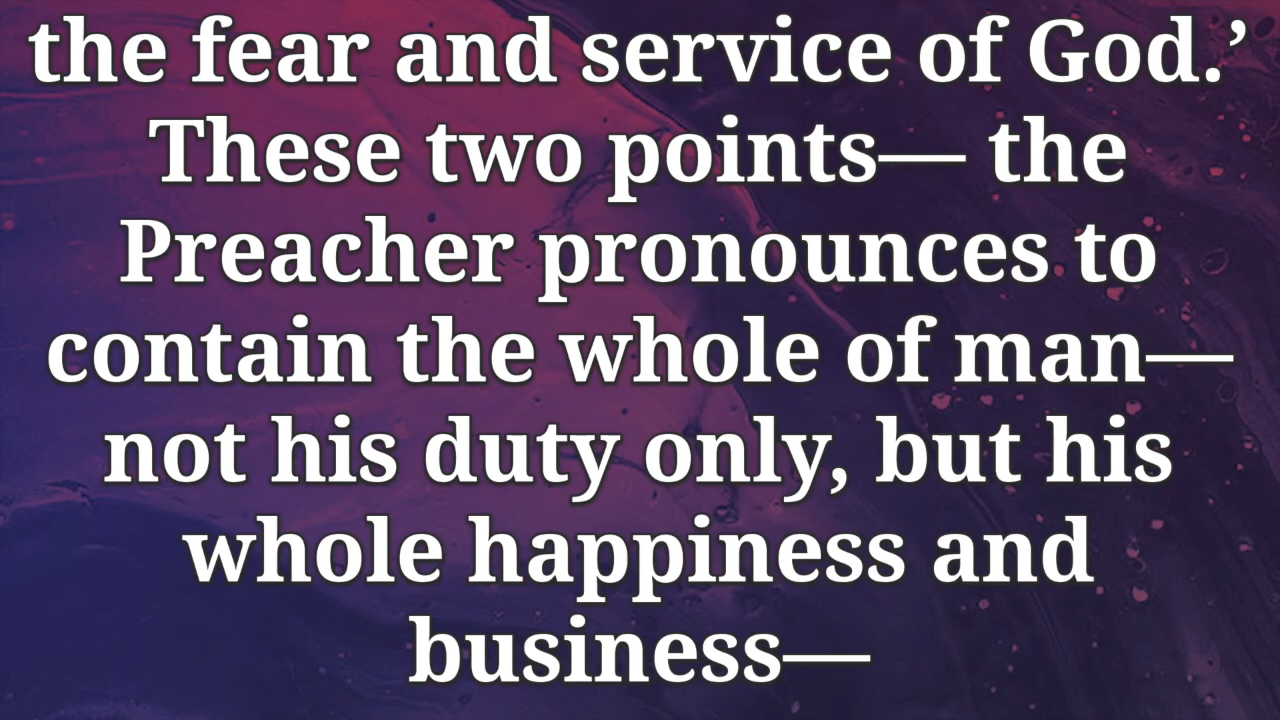 the fear and service of God.’
These two points— the
Preacher pronounces to
contain the whole of man—
not his duty only, but his
whole happiness and
business—